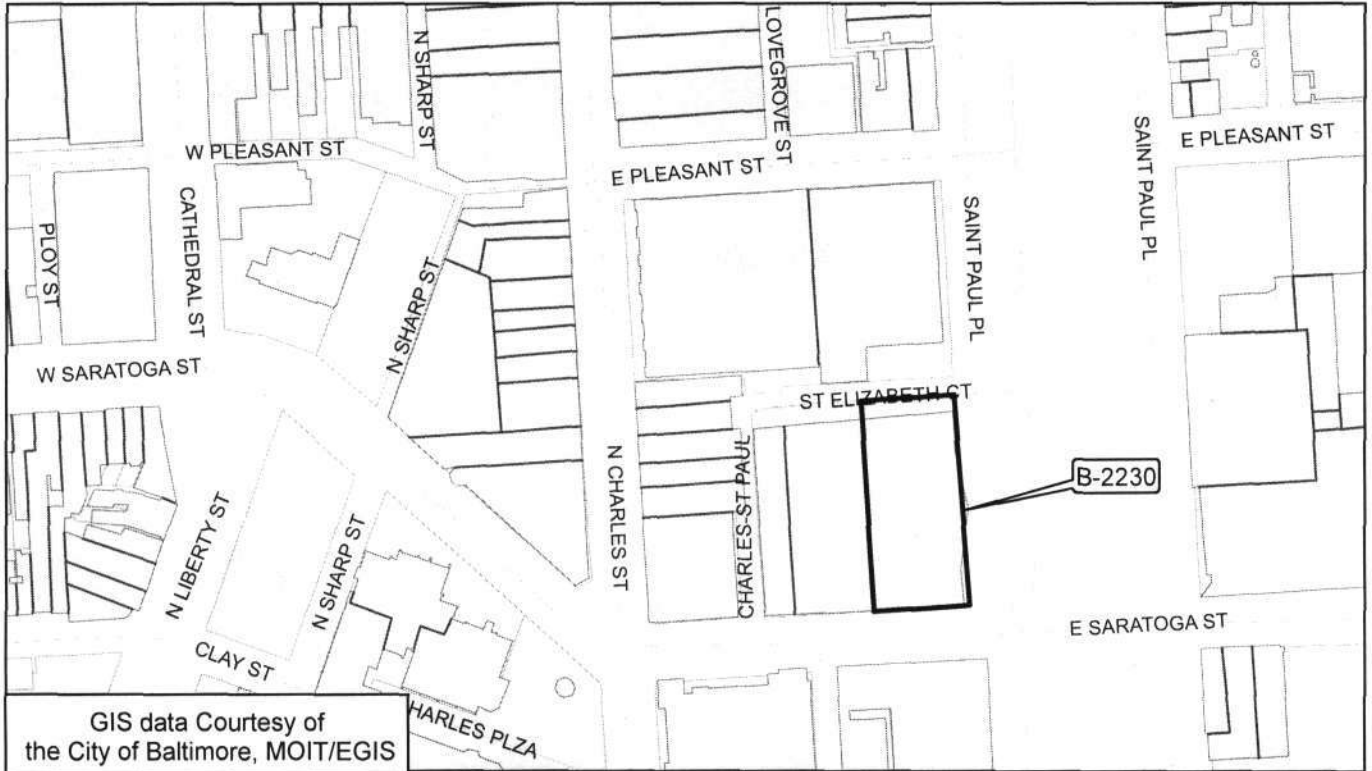 N SHARP ST
LOVEGROVE ST
W PLEASANT ST
E PLEASANT ST
E PLEASANT ST
PLOY ST
CATHEDRAL ST
N SHARP ST
SAINT PAUL PL
SAINT PAUL PL
W SARATOGA ST
ST ELIZABETH CT
N LIBERTY ST
N SHARP ST
N CHARLES ST
CHARLES-ST PAUL
B-2230
E SARATOGA ST
CLAY ST
HARLES PLZA
GIS data Courtesy of
the City of Baltimore, MOIT/EGIS